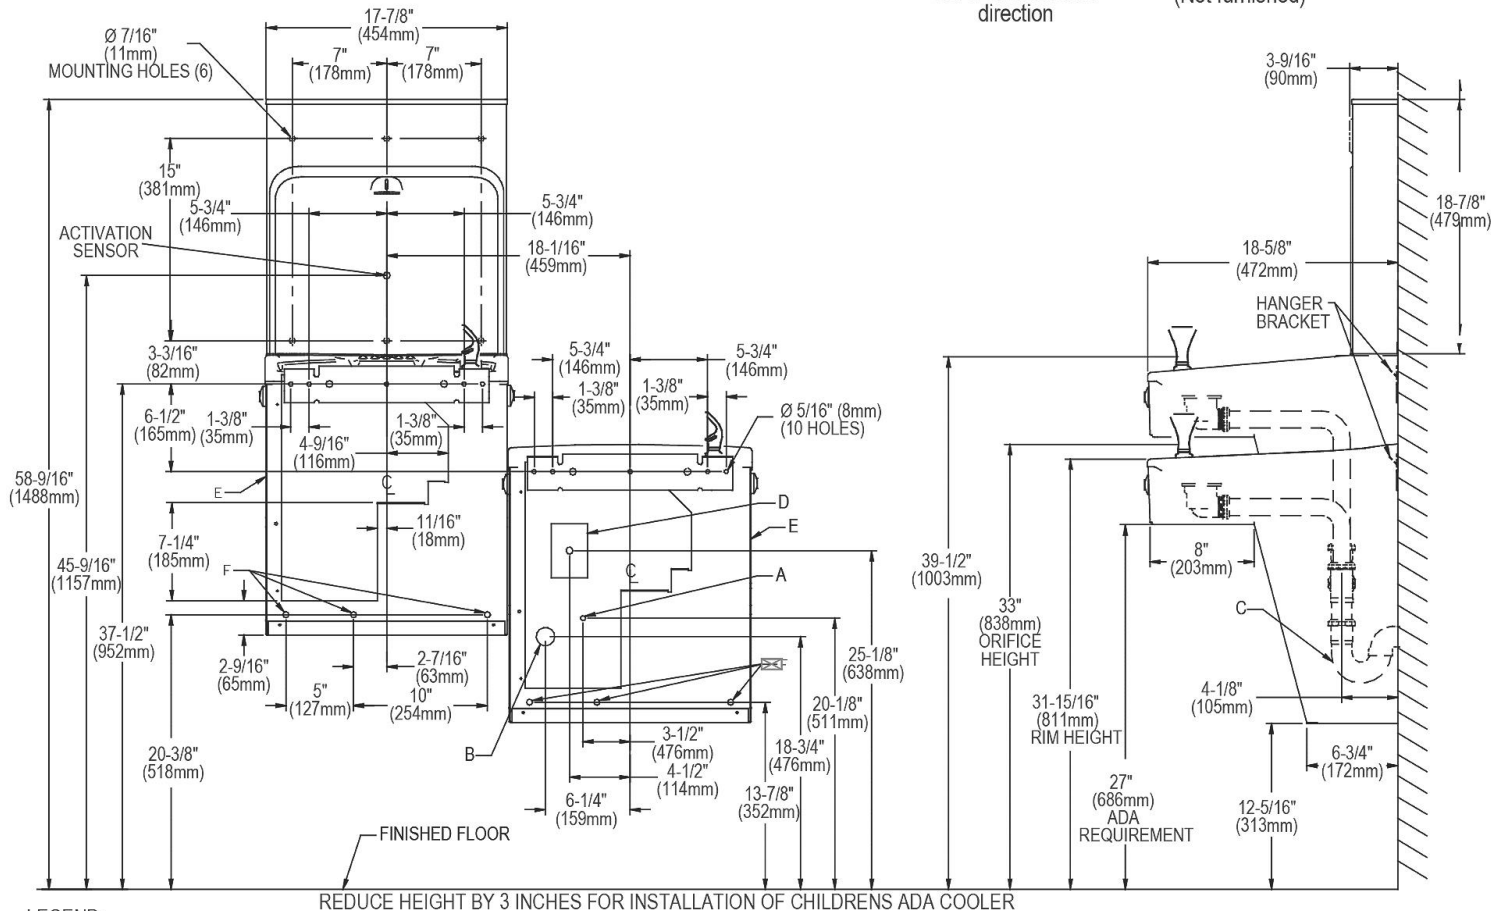 direction
(Not furnished)
17-7/8"
(454mm)
7"
(178mm)
7"
(178mm)
Ø 7/16"
(11mm)
MOUNTING HOLES (6)
3-9/16"
(90mm)
15"
(381mm)
5-3/4"
(146mm)
5-3/4"
(146mm)
18-7/8"
(479mm)
ACTIVATION
SENSOR
18-1/16"
(459mm)
18-5/8"
(472mm)
HANGER
BRACKET
3-3/16"
(82mm)
5-3/4"
(146mm)
5-3/4"
(146mm)
6-1/2"
(165mm)
1-3/8"
(35mm)
4-9/16"
(116mm)
1-3/8"
(35mm)
1-3/8"
(35mm)
1-3/8"
(35mm)
Ø 5/16" (8mm)
(10 HOLES)
58-9/16"
(1488mm)
E
C
L
11/16"
(18mm)
D
E
7-1/4"
(185mm)
45-9/16"
(1157mm)
F
C
L
A
39-1/2"
(1003mm)
8"
(203mm)
33"
(838mm)
ORIFICE
HEIGHT
C
37-1/2"
(952mm)
2-9/16"
(65mm)
2-7/16"
(63mm)
25-1/8"
(638mm)
5"
(127mm)
10"
(254mm)
20-1/8"
(511mm)
31-15/16"
(811mm)
RIM HEIGHT
4-1/8"
(105mm)
B
3-1/2"
(476mm)
18-3/4"
(476mm)
20-3/8"
(518mm)
4-1/2"
(114mm)
6-3/4"
(172mm)
6-1/4"
(159mm)
13-7/8"
(352mm)
27"
(686mm)
ADA
REQUIREMENT
12-5/16"
(313mm)
FINISHED FLOOR
REDUCE HEIGHT BY 3 INCHES FOR INSTALLATION OF CHILDRENS ADA COOLER